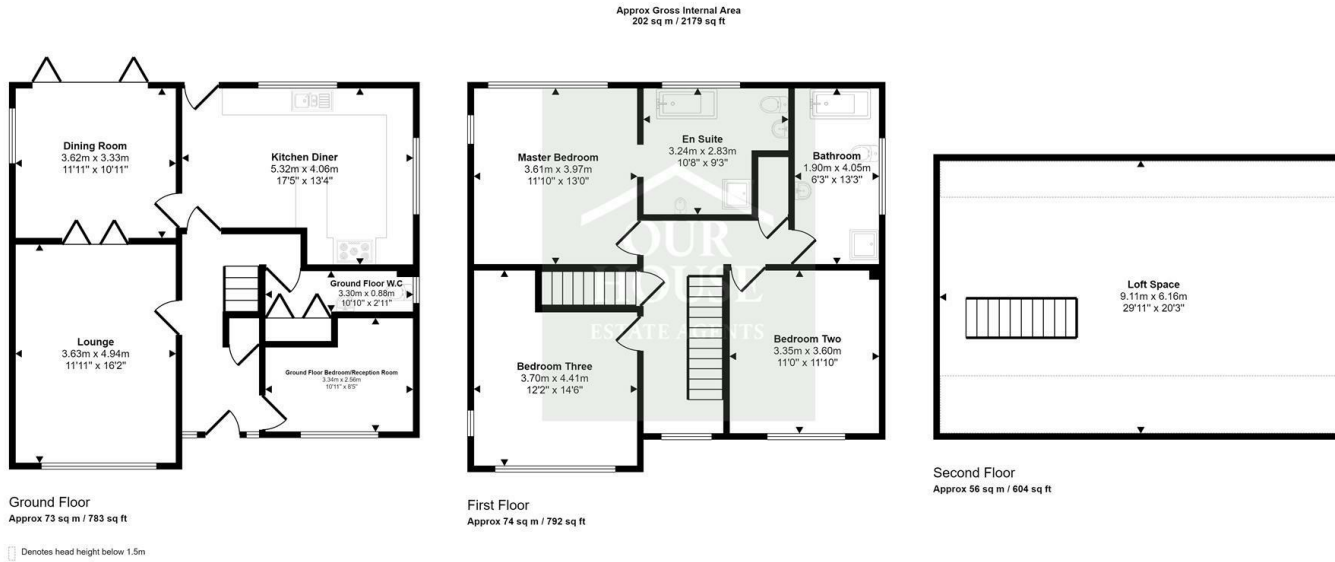 Approx Gross Internal Area
202 sq m / 2179 sq ft
Dining Room
3.62m x 3.33m
11'11" x 10'11"
Kitchen Diner
5.32m x 4.06m
17'5" x 13'4"
Ground Floor W.C
3.30m x 0.88m
10'10" x 2'11"
Lounge
3.63m x 4.94m
11'11" x 16'2"
Ground Floor Bedroom/Reception Room
3.34m x 2.56m
10'11" x 8'5"
Ground Floor
Approx 73 sq m / 783 sq ft
Denotes head height below 1.5m
Master Bedroom
3.61m x 3.97m
11'10" x 13'0"
En Suite
3.24m x 2.83m
10'8" x 9'3"
Bathroom
1.90m x 4.05m
6'3" x 13'3"
OUR
HOUSE
ESTATE AGENTS
Bedroom Three
3.70m x 4.41m
12'2" x 14'6"
Bedroom Two
3.35m x 3.60m
11'0" x 11'10"
First Floor
Approx 74 sq m / 792 sq ft
Loft Space
9.11m x 6.16m
29'11" x 20'3"
Second Floor
Approx 56 sq m / 604 sq ft